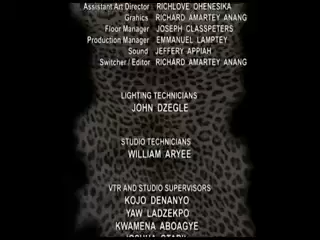 Assistant Art Director : RICHLOVE OHENESIKA
Grahics RICHARD AMARTEY ANANG
Floor Manager JOSEPH CLASSPETERS
Production Manager EMMANUEL LAMPTEY
Sound JEFFERY APPIAH
Switcher / Editor RICHARD AMARTEY ANANG
LIGHTING TECHNICIANS
JOHN DZEGLE
STUDIO TECHNICIANS
WILLIAM ARYEE
VTR AND STUDIO SUPERVISORS
KOJO DENANYO
YAW LADZEKPO
KWAMENA ABOAGYE